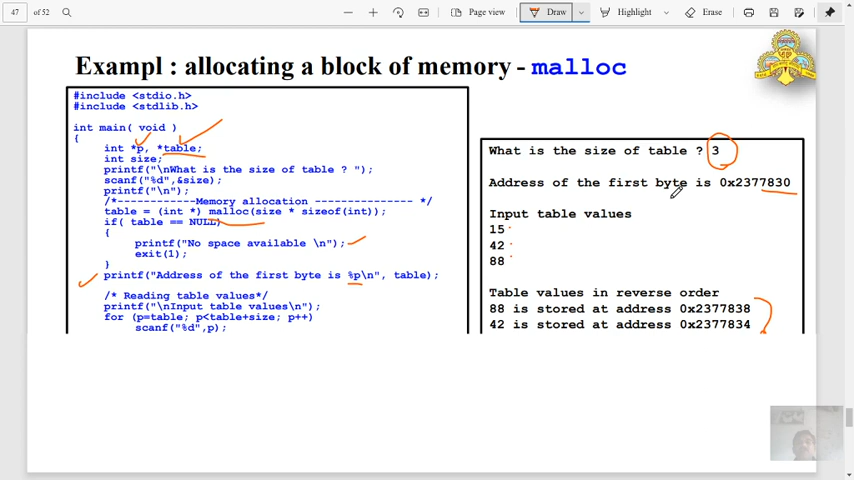 47 of 52 Page view Draw Highlight Erase
Exampl : allocating a block of memory - malloc
#include <stdio.h>
#include <stdlib.h>
int main( void )
{
int *p, *table;
int size;
printf("\nWhat is the size of table ? ");
scanf("%d",&size);
printf("\n");
/*------------Memory allocation --------------- */
table = (int *) malloc(size * sizeof(int));
if( table == NULL)
{
printf("No space available \n");
exit(1);
}
printf("Address of the first byte is %p\n", table);
/* Reading table values*/
printf("\nInput table values\n");
for (p=table; p<table+size; p++)
scanf("%d",p);
What is the size of table ? 3
Address of the first byte is 0x2377830
Input table values
15
42
88
Table values in reverse order
88 is stored at address 0x2377838
42 is stored at address 0x2377834